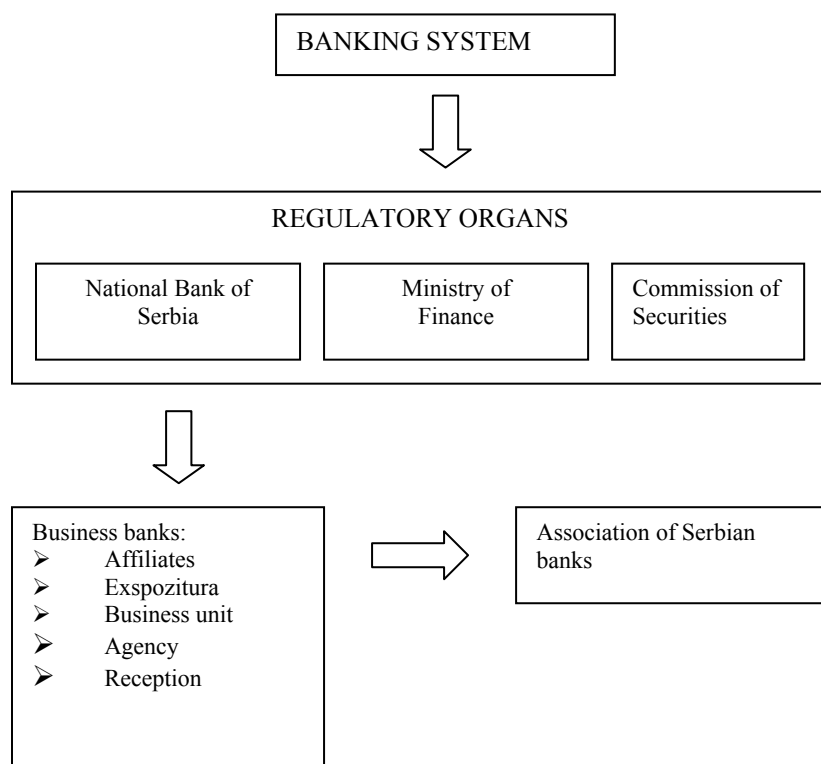 BANKING SYSTEM
REGULATORY ORGANS
National Bank of
Serbia
Ministry of
Finance
Commission of
Securities
Business banks:
➢ Affiliates
➢ Exspozitura
➢ Business unit
➢ Agency
➢ Reception
Association of Serbian
banks